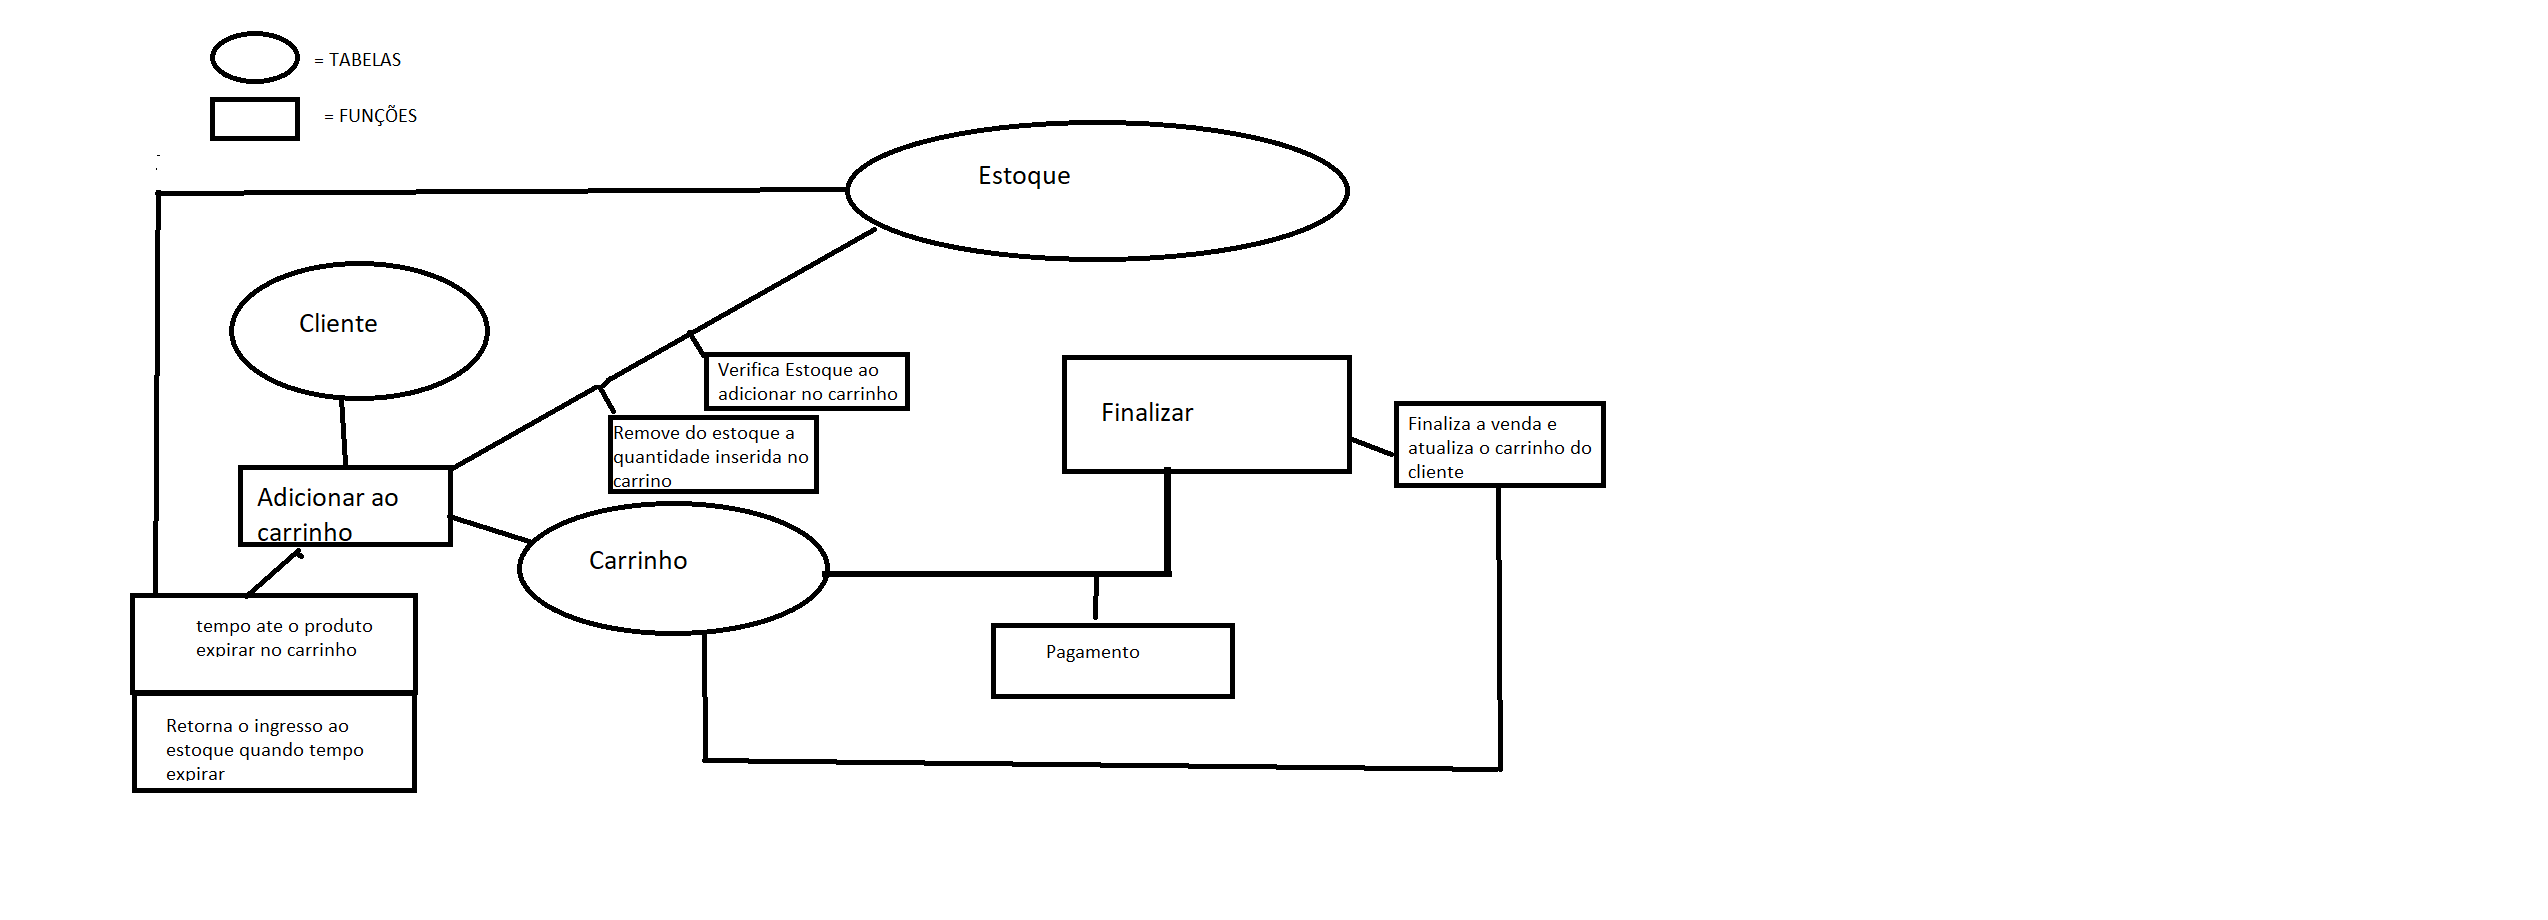 = TABELAS
= FUNÇÕES
Estoque
Cliente
Verifica Estoque ao
adicionar no carrinho
Remove do estoque a
quantidade inserida no
carrino
Finalizar
Finaliza a venda e
atualiza o carrinho do
cliente
Adicionar ao
carrinho
Carrinho
tempo ate o produto
expirar no carrinho
Pagamento
Retorna o ingresso ao
estoque quando tempo
expirar